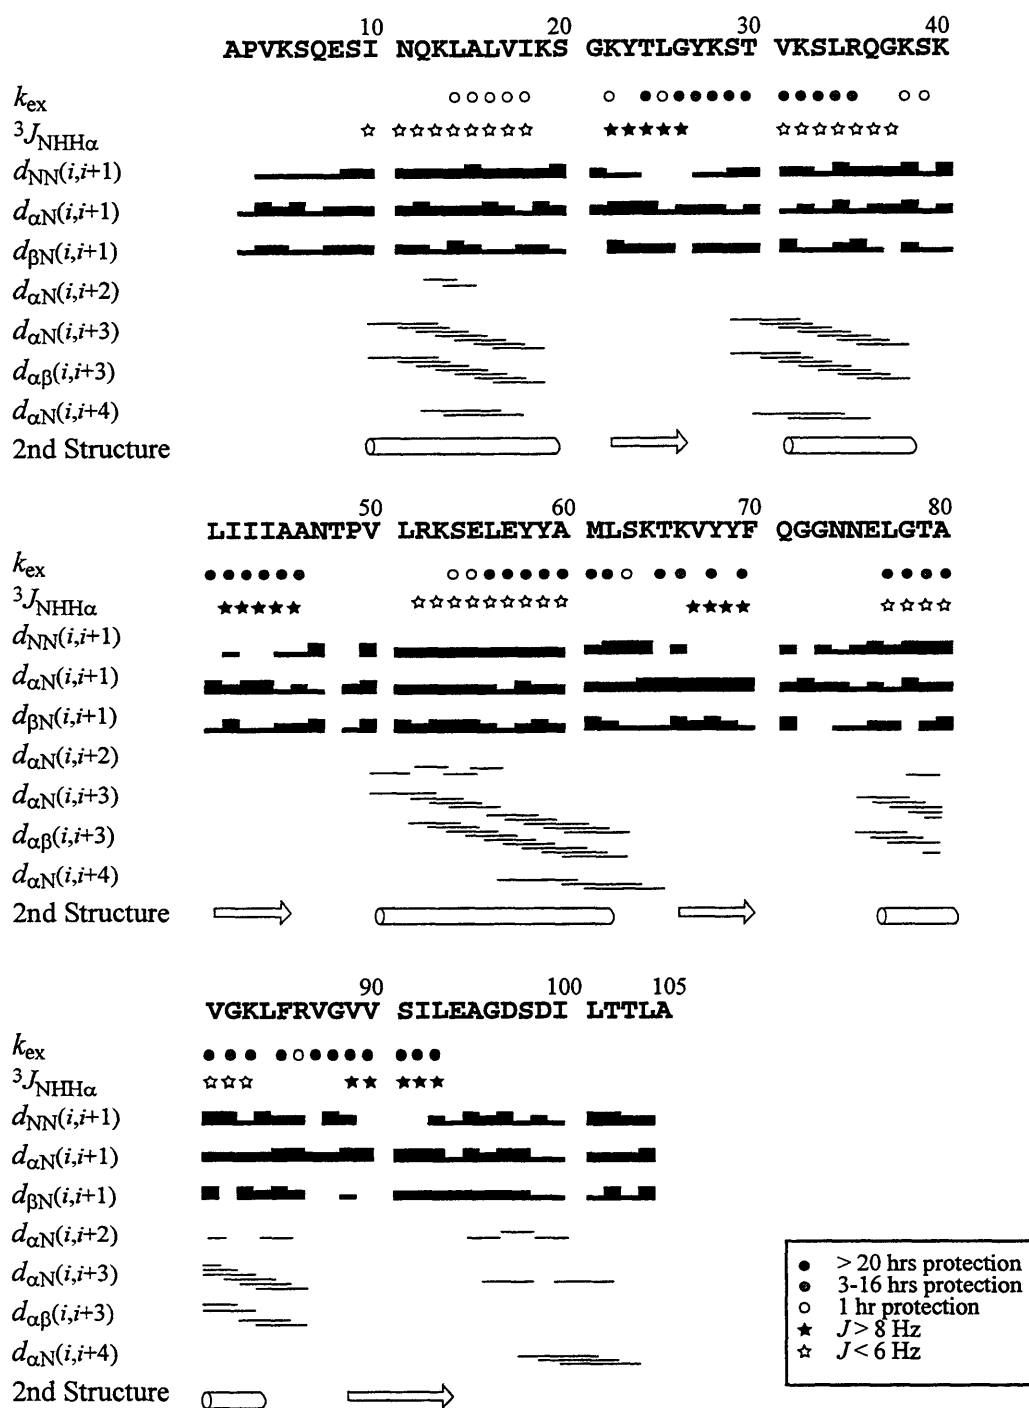 10 20 30 40
APVKSQESI NQKLALVIKS GKYTLGYKST VKSLRQGKSK
kex
3JNHHα
dNN(i,i+1)
dαN(i,i+1)
dβN(i,i+1)
dαN(i,i+2)
dαN(i,i+3)
dαβ(i,i+3)
dαN(i,i+4)
2nd Structure
50 60 70 80
LIIIAANTPV LRKSELEYYA MLSKTKVYYF QGGNNELGTA
kex
3JNHHα
dNN(i,i+1)
dαN(i,i+1)
dβN(i,i+1)
dαN(i,i+2)
dαN(i,i+3)
dαβ(i,i+3)
dαN(i,i+4)
2nd Structure
90 100 105
VGKLFRVGVV SILEAGDSDI LTTLA
kex
3JNHHα
dNN(i,i+1)
dαN(i,i+1)
dβN(i,i+1)
dαN(i,i+2)
dαN(i,i+3)
dαβ(i,i+3)
dαN(i,i+4)
2nd Structure
> 20 hrs protection
3-16 hrs protection
1 hr protection
J > 8 Hz
J < 6 Hz